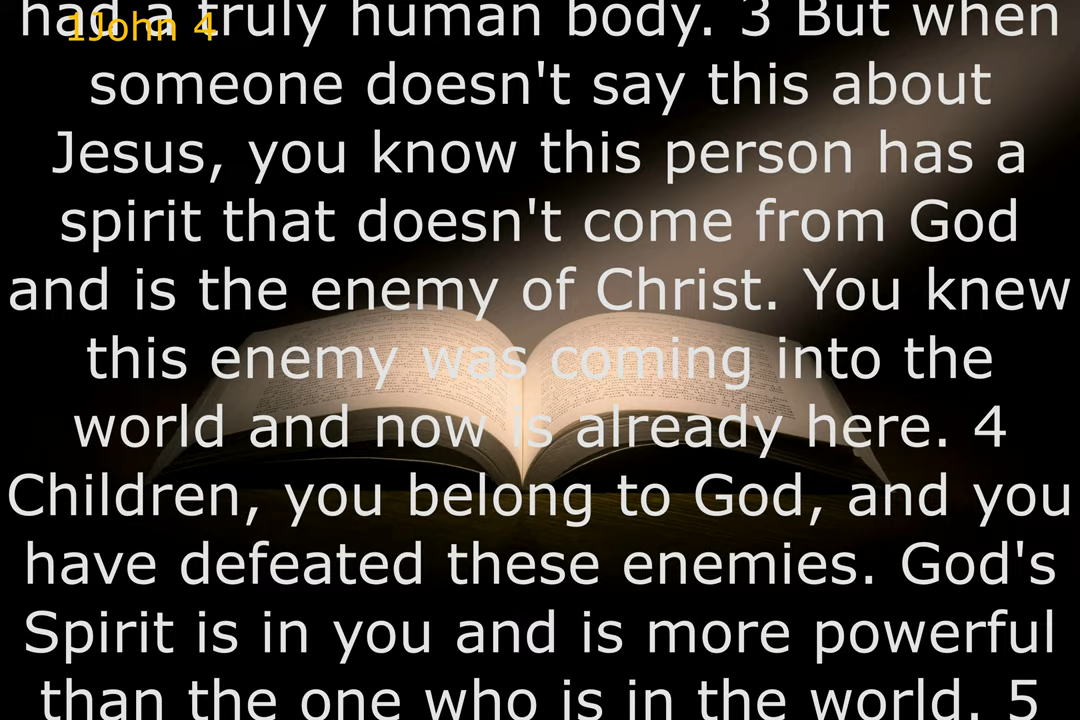 had a truly human body. 3 But when
1John 4
someone doesn't say this about
Jesus, you know this person has a
spirit that doesn't come from God
and is the enemy of Christ. You knew
this enemy was coming into the
world and now is already here. 4
Children, you belong to God, and you
have defeated these enemies. God's
Spirit is in you and is more powerful
than the one who is in the world. 5